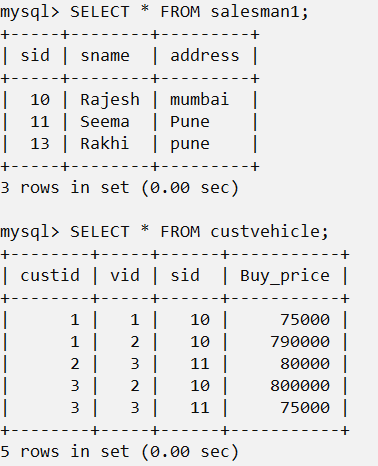 mysql> SELECT * FROM salesman1;
+-----+--------+---------+
| sid | sname  | address |
+-----+--------+---------+
|  10 | Rajesh | mumbai  |
|  11 | Seema  | Pune    |
|  13 | Rakhi  | pune    |
+-----+--------+---------+
3 rows in set (0.00 sec)

mysql> SELECT * FROM custvehicle;
+--------+-----+------+-----------+
| custid | vid | sid  | Buy_price |
+--------+-----+------+-----------+
|      1 |   1 |   10 |     75000 |
|      1 |   2 |   10 |    790000 |
|      2 |   3 |   11 |     80000 |
|      3 |   2 |   10 |    800000 |
|      3 |   3 |   11 |     75000 |
+--------+-----+------+-----------+
5 rows in set (0.00 sec)